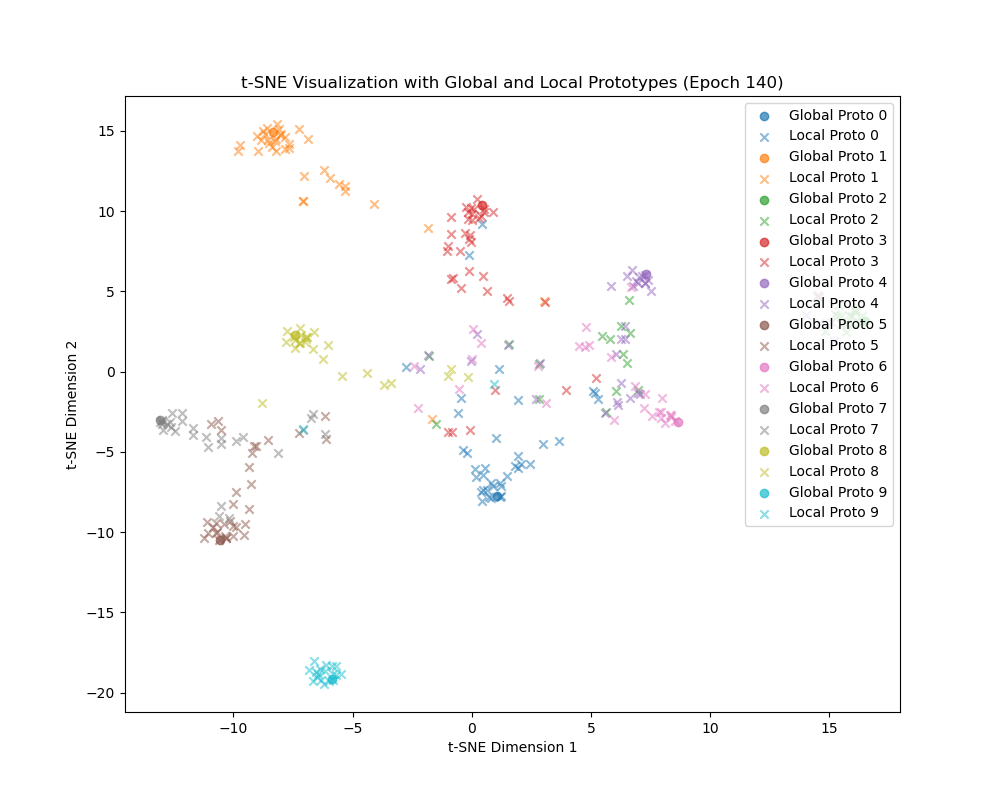 t-SNE Visualization with Global and Local Prototypes (Epoch 140)
Global Proto 0
Local Proto 0
Global Proto 1
Local Proto 1
Global Proto 2
Local Proto 2
Global Proto 3
Local Proto 3
Global Proto 4
Local Proto 4
Global Proto 5
Local Proto 5
Global Proto 6
Local Proto 6
Global Proto 7
Local Proto 7
Global Proto 8
Local Proto 8
Global Proto 9
Local Proto 9
15
10
5
0
−5
−10
−15
−20
t-SNE Dimension 2
−10
−5
0
5
10
15
t-SNE Dimension 1